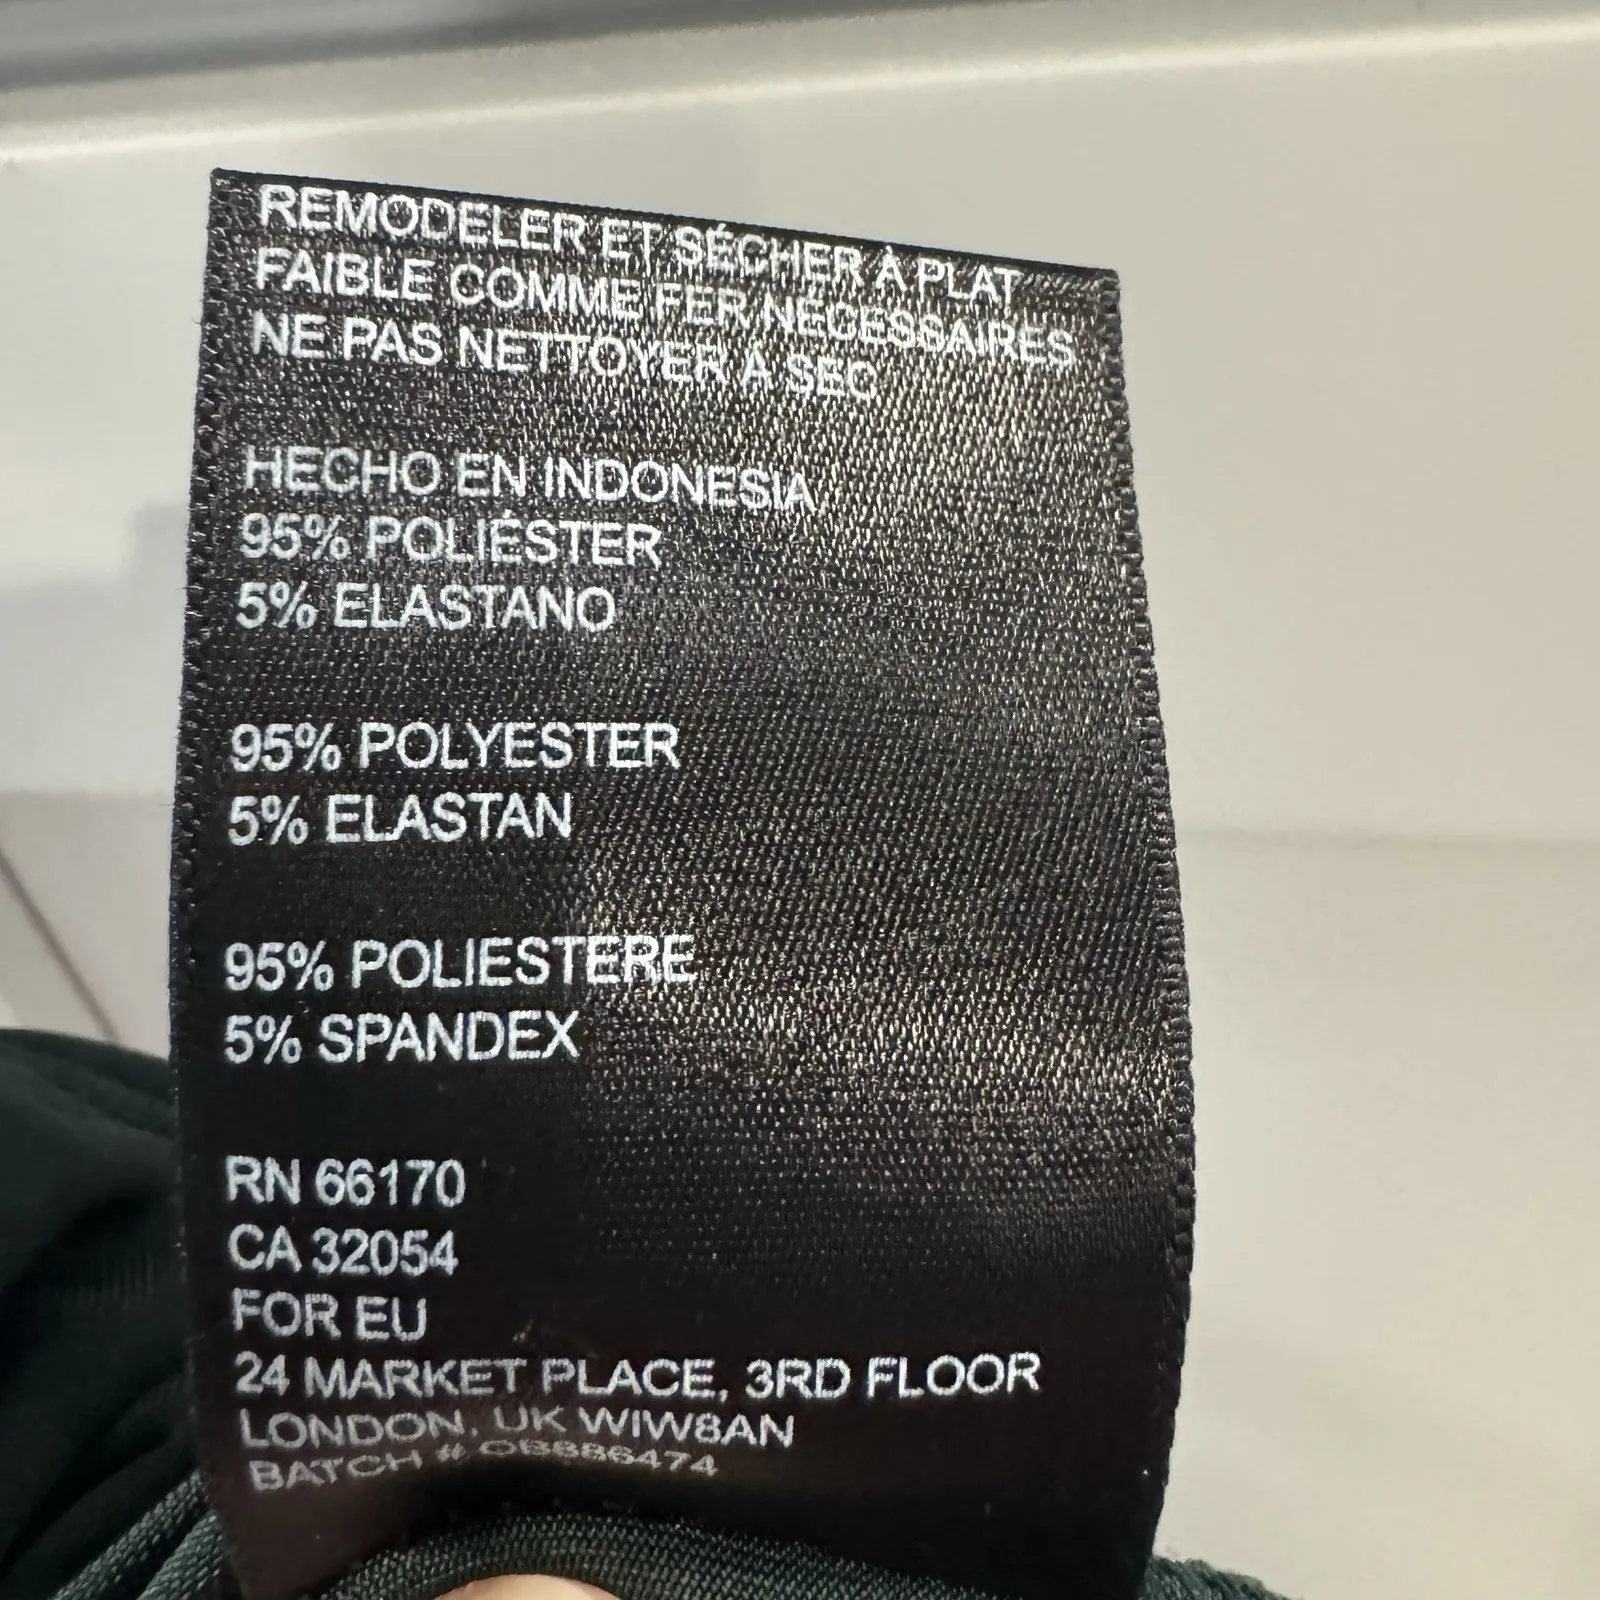 REMODELER ET SÉCHER À PLAT
FAIBLE COMME FER NÉCESSAIRES
NE PAS NETTOYER À SEC
HECHO EN INDONESIA
95% POLIÉSTER
5% ELASTANO
95% POLYESTER
5% ELASTAN
95% POLIESTERE
5% SPANDEX
RN 66170
CA 32054
FOR EU
24 MARKET PLACE, 3RD FLOOR
LONDON, UK WIW8AN
BATCH #